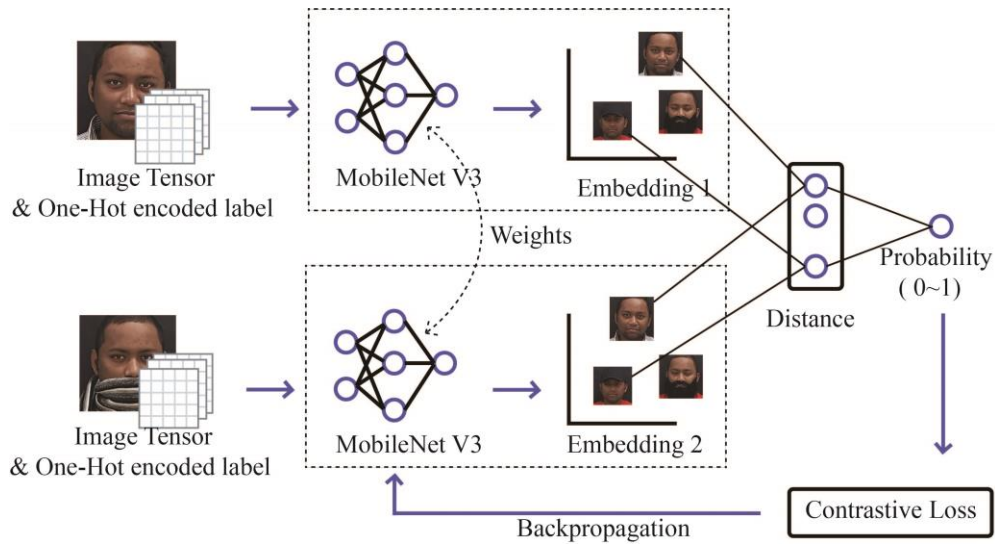 Image Tensor
& One-Hot encoded label
MobileNet V3
Embedding 1
Weights
Distance
Probability
( 0~1)
Image Tensor
& One-Hot encoded label
MobileNet V3
Embedding 2
Backpropagation
Contrastive Loss